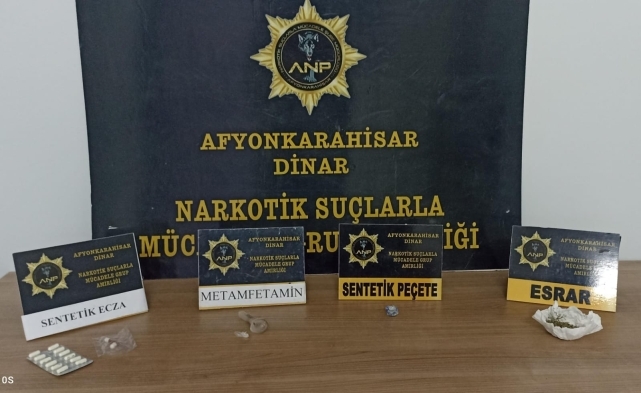 ANP
AFYONKARAHİSAR
DİNAR
NARKOTİK SUÇLARLA
AFYONKARAHİSAR
DİNAR
NARKOTİK SUÇLARLA
MÜCADELE GRUP
AMİRLİĞİ
SENTETİK ECZA
AFYONKARAHİSAR
DİNAR
NARKOTİK SUÇLARLA
MÜCADELE GRUP
AMİRLİĞİ
METAMFETAMİN
AFYONKARAHİSAR
DİNAR
NARKOTİK SUÇLARLA
MÜCADELE GRUP
AMİRLİĞİ
SENTETİK PEÇETE
ANP
AFYONKARAHİSAR
DİNAR
NARKOTİK SUÇLARLA
MÜCADELE GRUP
AMİRLİĞİ
ESRAR
OS